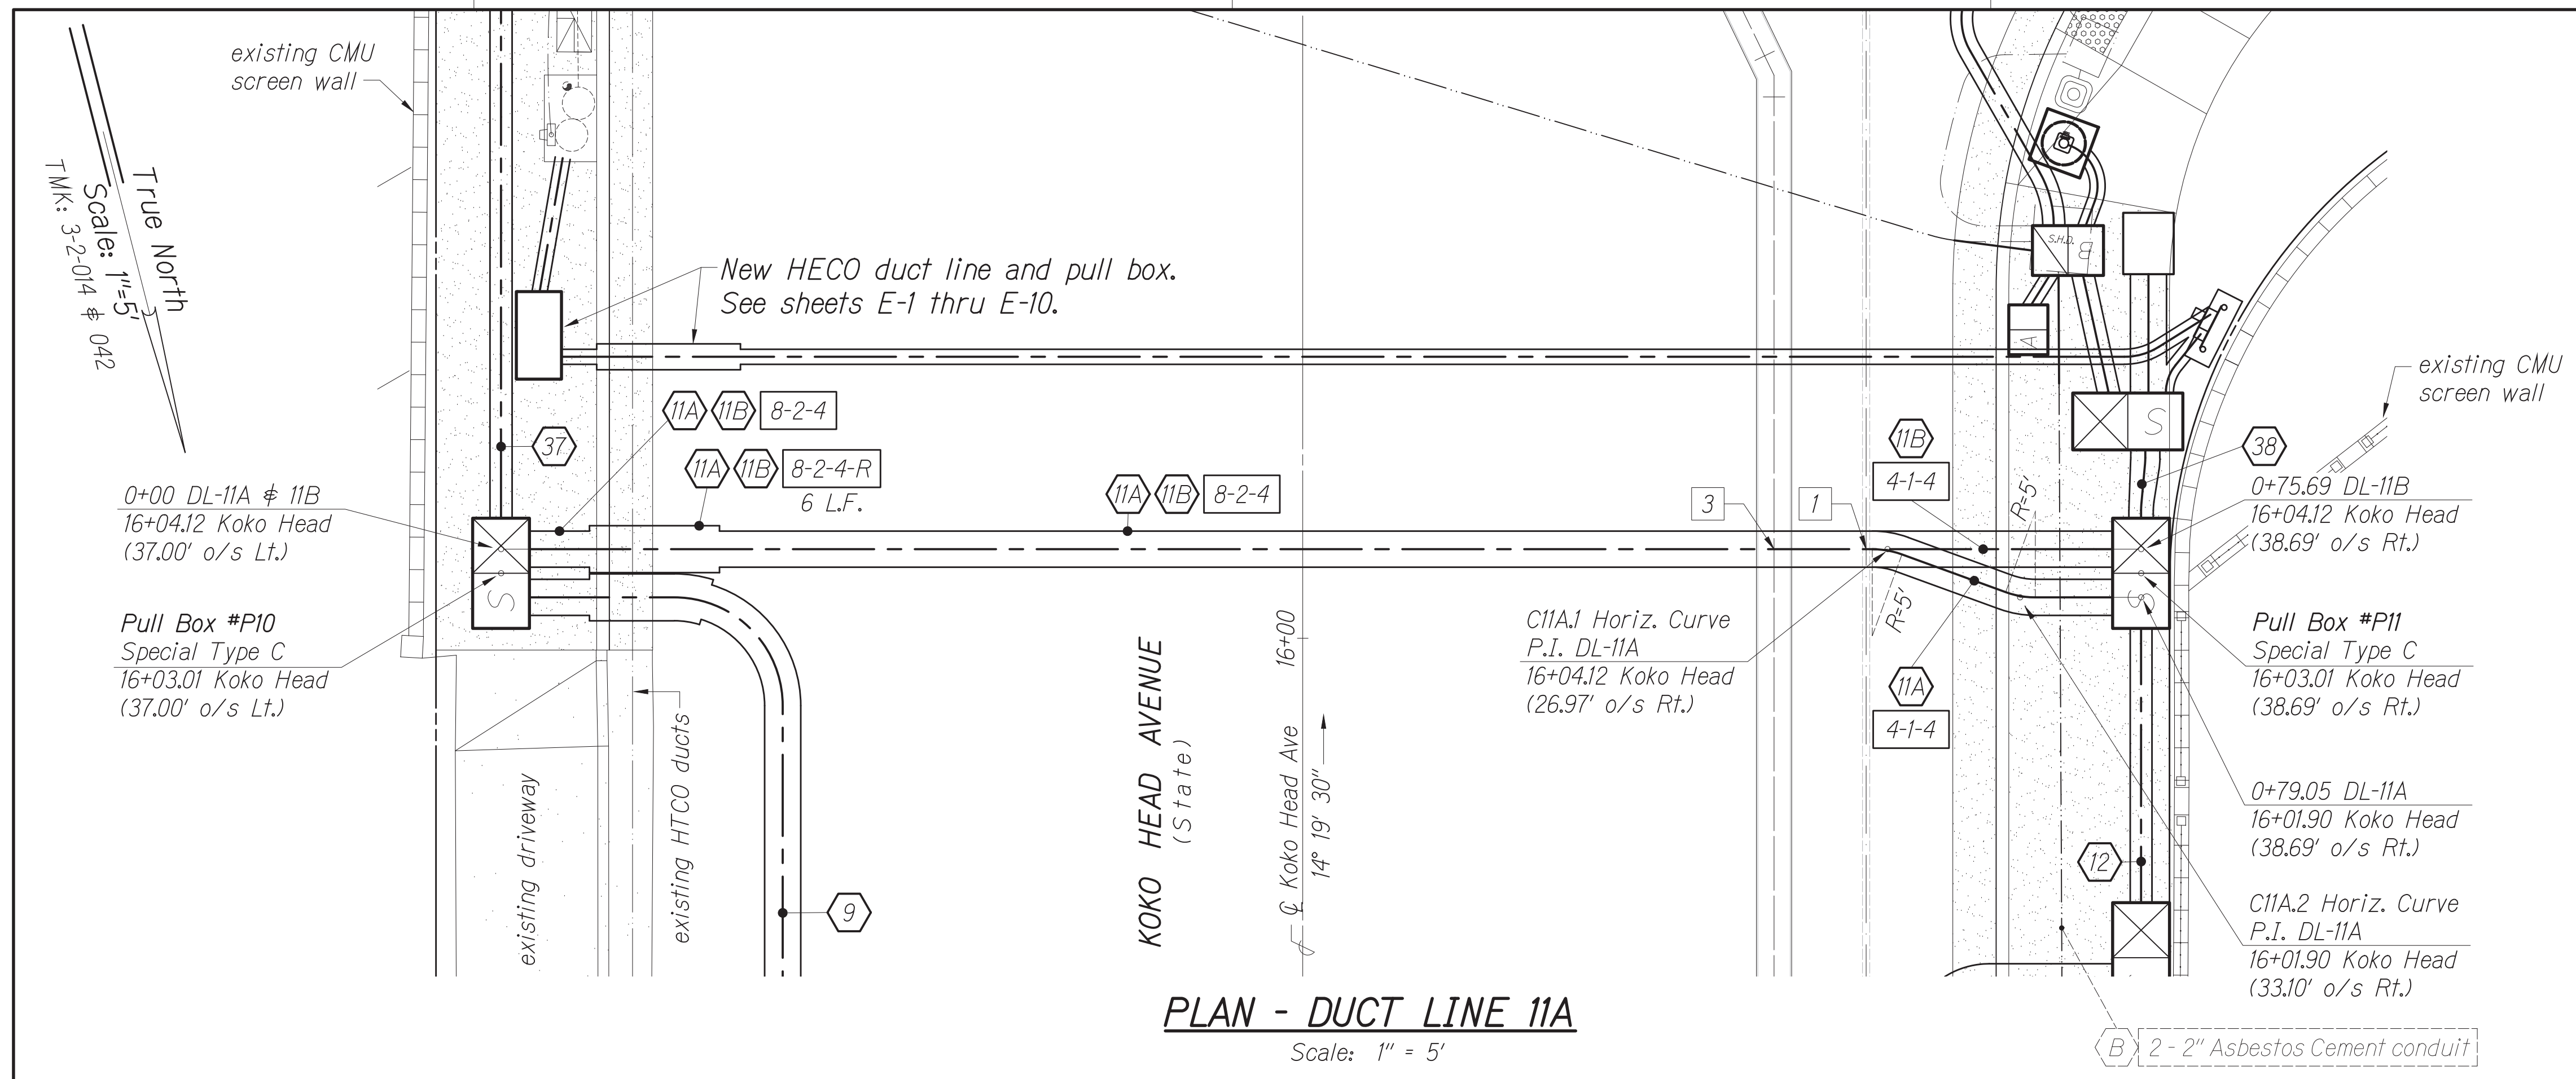 existing CMU
screen wall
True North
Scale: 1"=5'
TMK: 3-2-014 & 042
New HECO duct line and pull box.
See sheets E-1 thru E-10.
S.H.D.
B
A
S
existing CMU
screen wall
11A 11B 8-2-4
37
11A 11B 8-2-4-R
6 L.F.
11A 11B 8-2-4
3
1
11B
4-1-4
R=5'
38
0+00 DL-11A & 11B
16+04.12 Koko Head
(37.00' o/s Lt.)
S
Pull Box #P10
Special Type C
16+03.01 Koko Head
(37.00' o/s Lt.)
0+75.69 DL-11B
16+04.12 Koko Head
(38.69' o/s Rt.)
S
C11A.1 Horiz. Curve
P.I. DL-11A
16+04.12 Koko Head
(26.97' o/s Rt.)
R=5'
11A
4-1-4
Pull Box #P11
Special Type C
16+03.01 Koko Head
(38.69' o/s Rt.)
existing driveway
existing HTCO ducts
9
KOKO HEAD AVENUE
(State)
16+00
℄ Koko Head Ave
14° 19' 30"
0+79.05 DL-11A
16+01.90 Koko Head
(38.69' o/s Rt.)
12
C11A.2 Horiz. Curve
P.I. DL-11A
16+01.90 Koko Head
(33.10' o/s Rt.)
PLAN - DUCT LINE 11A
Scale: 1" = 5'
B 2 - 2" Asbestos Cement conduit